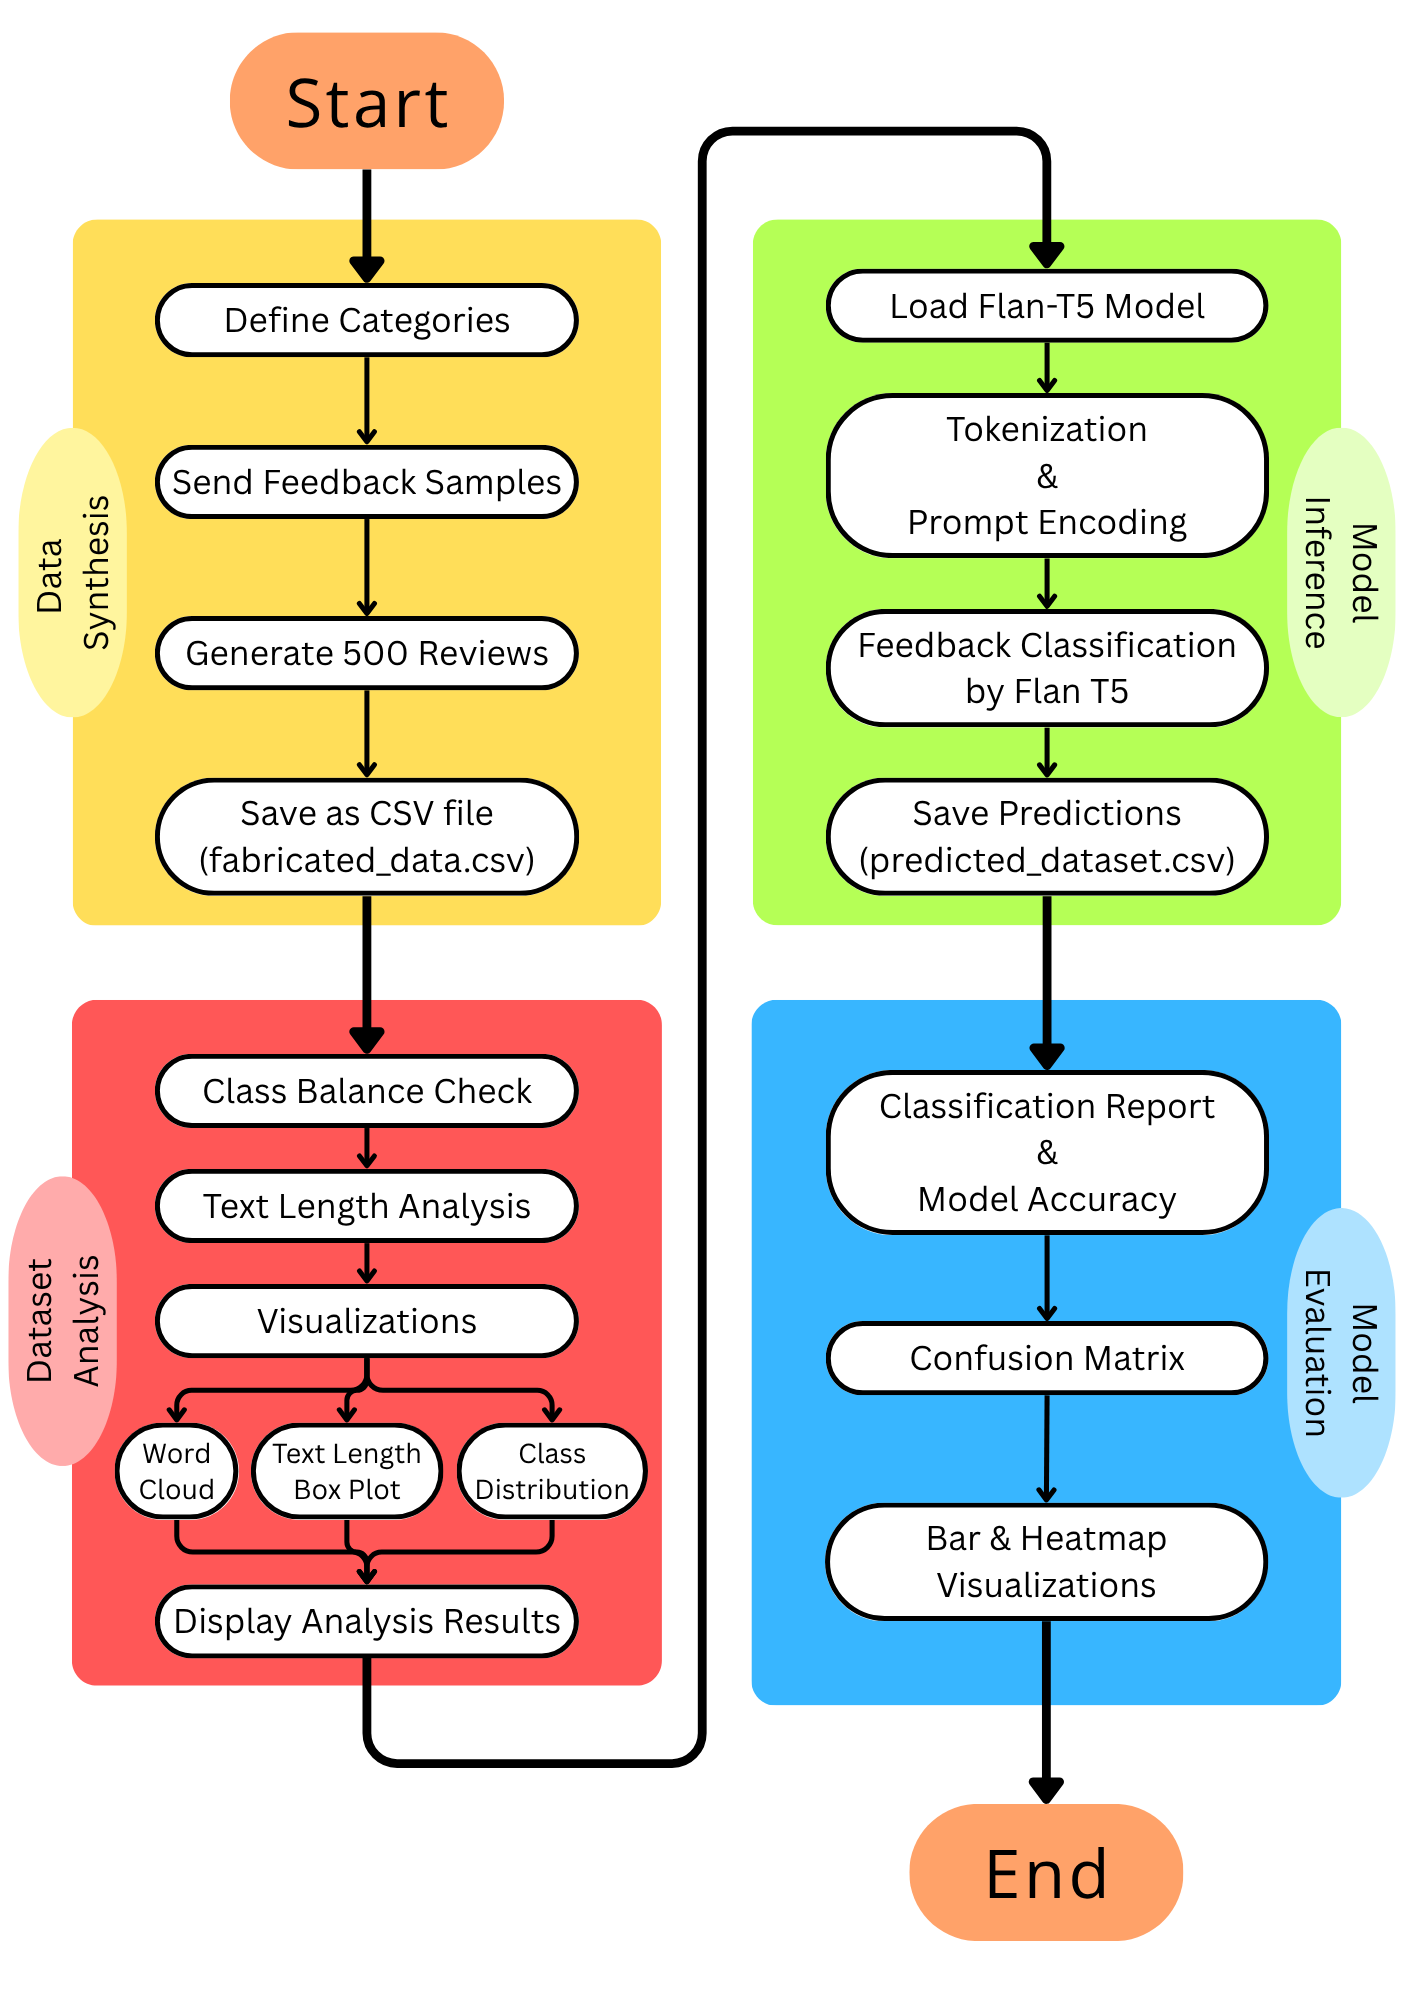 Start
Data
Synthesis
Define Categories
Send Feedback Samples
Generate 500 Reviews
Save as CSV file
(fabricated_data.csv)
Dataset
Analysis
Class Balance Check
Text Length Analysis
Visualizations
Word
Cloud
Text Length
Box Plot
Class
Distribution
Display Analysis Results
Model
Inference
Load Flan-T5 Model
Tokenization
&
Prompt Encoding
Feedback Classification
by Flan T5
Save Predictions
(predicted_dataset.csv)
Model
Evaluation
Classification Report
&
Model Accuracy
Confusion Matrix
Bar & Heatmap
Visualizations
End